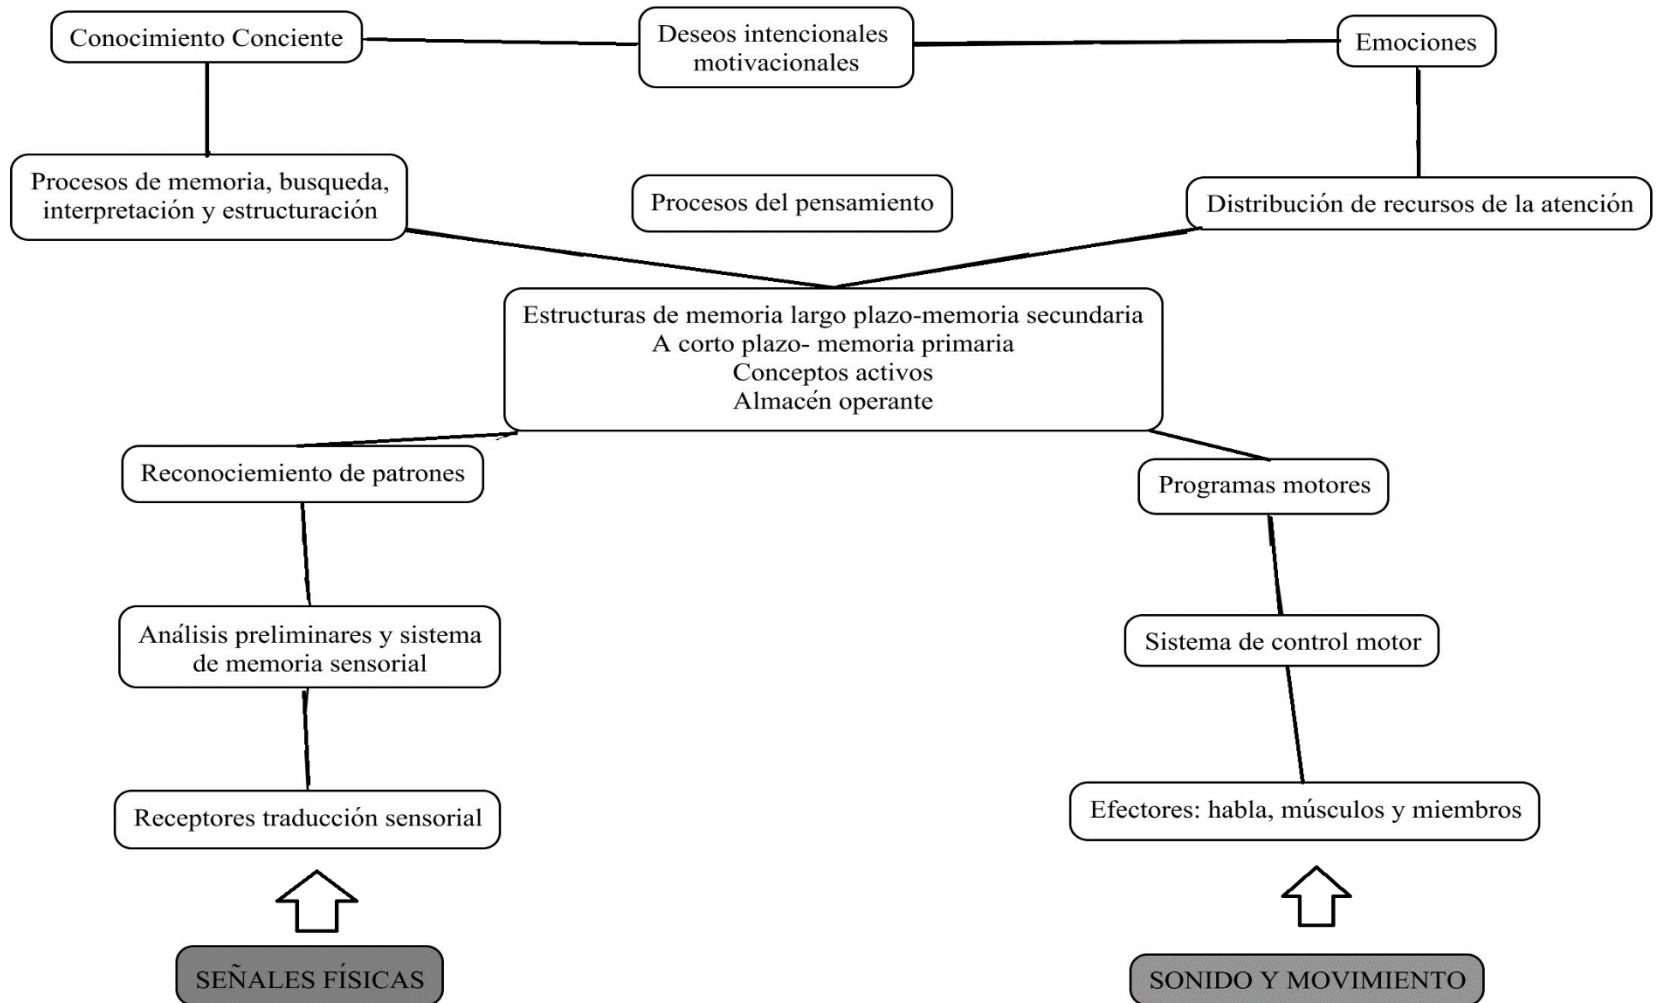 Conocimiento Conciente
Deseos intencionales
motivacionales
Emociones
Procesos de memoria, busqueda,
interpretación y estructuración
Procesos del pensamiento
Distribución de recursos de la atención
Estructuras de memoria largo plazo-memoria secundaria
A corto plazo- memoria primaria
Conceptos activos
Almacén operante
Reconociemiento de patrones
Programas motores
Análisis preliminares y sistema
de memoria sensorial
Sistema de control motor
Receptores traducción sensorial
Efectores: habla, músculos y miembros
SEÑALES FÍSICAS
SONIDO Y MOVIMIENTO